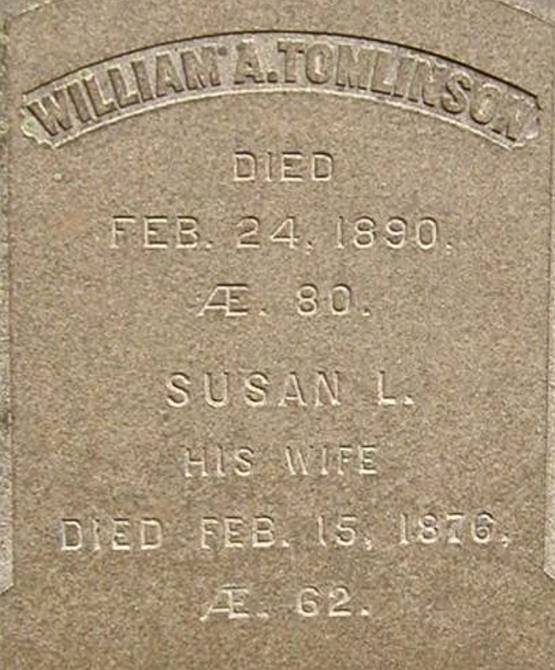 WILLIAM A. TOMLINSON
DIED
FEB. 24, 1890,
Æ. 80.
SUSAN L.
HIS WIFE
DIED FEB. 15, 1876,
Æ. 62.